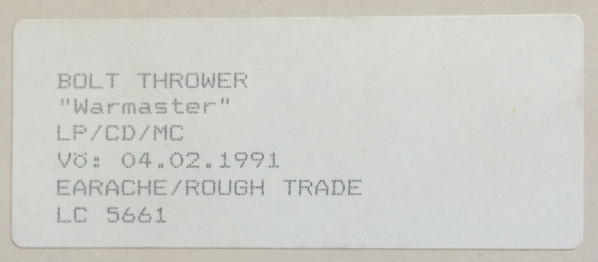 BOLT THROWER
"Warmaster"
LP/CD/MC
Vö: 04.02.1991
EARACHE/ROUGH TRADE
LC 5661